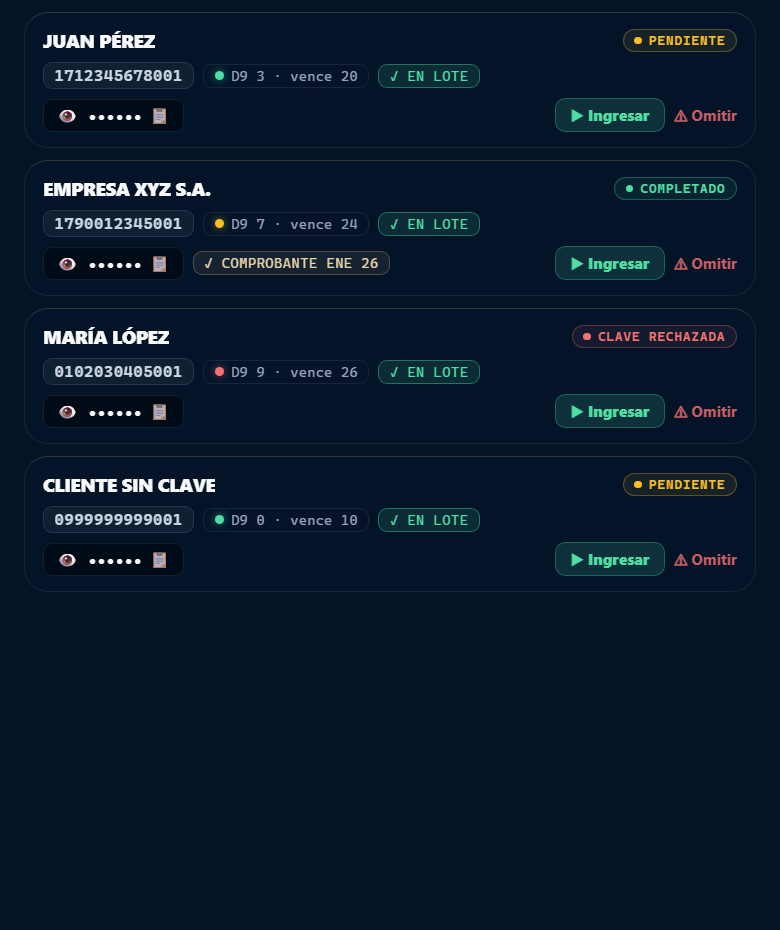 JUAN PÉREZ PENDIENTE
1712345678001 D9 3 · vence 20 ✓ EN LOTE
•••••• ▶ Ingresar ⚠ Omitir
EMPRESA XYZ S.A. COMPLETADO
1790012345001 D9 7 · vence 24 ✓ EN LOTE
•••••• ✓ COMPROBANTE ENE 26 ▶ Ingresar ⚠ Omitir
MARÍA LÓPEZ CLAVE RECHAZADA
0102030405001 D9 9 · vence 26 ✓ EN LOTE
•••••• ▶ Ingresar ⚠ Omitir
CLIENTE SIN CLAVE PENDIENTE
0999999999001 D9 0 · vence 10 ✓ EN LOTE
•••••• ▶ Ingresar ⚠ Omitir